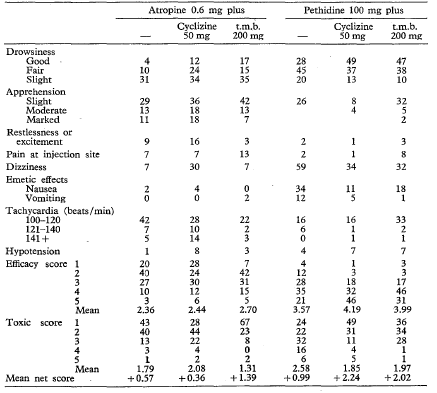 Atropine 0.6 mg plus Pethidine 100 mg plus
— Cyclizine 50 mg t.m.b. 200 mg — Cyclizine 50 mg t.m.b. 200 mg
Drowsiness
Good 4 12 17 28 49 47
Fair 10 24 15 45 37 38
Slight 31 34 35 20 13 10
Apprehension
Slight 29 36 42 26 8 32
Moderate 13 18 13 4 5
Marked 11 18 7 2
Restlessness or
excitement 9 16 3 2 1 3
Pain at injection site 7 7 13 2 1 8
Dizziness 7 30 7 59 34 32
Emetic effects
Nausea 2 4 0 34 11 18
Vomiting 0 0 2 12 5 1
Tachycardia (beats/min)
100–120 42 28 22 16 16 33
121–140 7 10 2 6 1 2
141+ 5 14 3 0 1 1
Hypotension 1 8 3 4 7 7
Efficacy score 1 20 28 7 4 1 3
2 40 24 42 12 3 3
3 27 30 31 28 18 17
4 10 12 15 35 32 46
5 3 6 5 21 46 31
Mean 2.36 2.44 2.70 3.57 4.19 3.99
Toxic score 1 43 28 67 24 49 36
2 40 44 23 22 31 34
3 13 22 8 32 11 28
4 3 4 0 16 4 1
5 1 2 2 6 5 1
Mean 1.79 2.08 1.31 2.58 1.85 1.97
Mean net score +0.57 +0.36 +1.39 +0.99 +2.24 +2.02